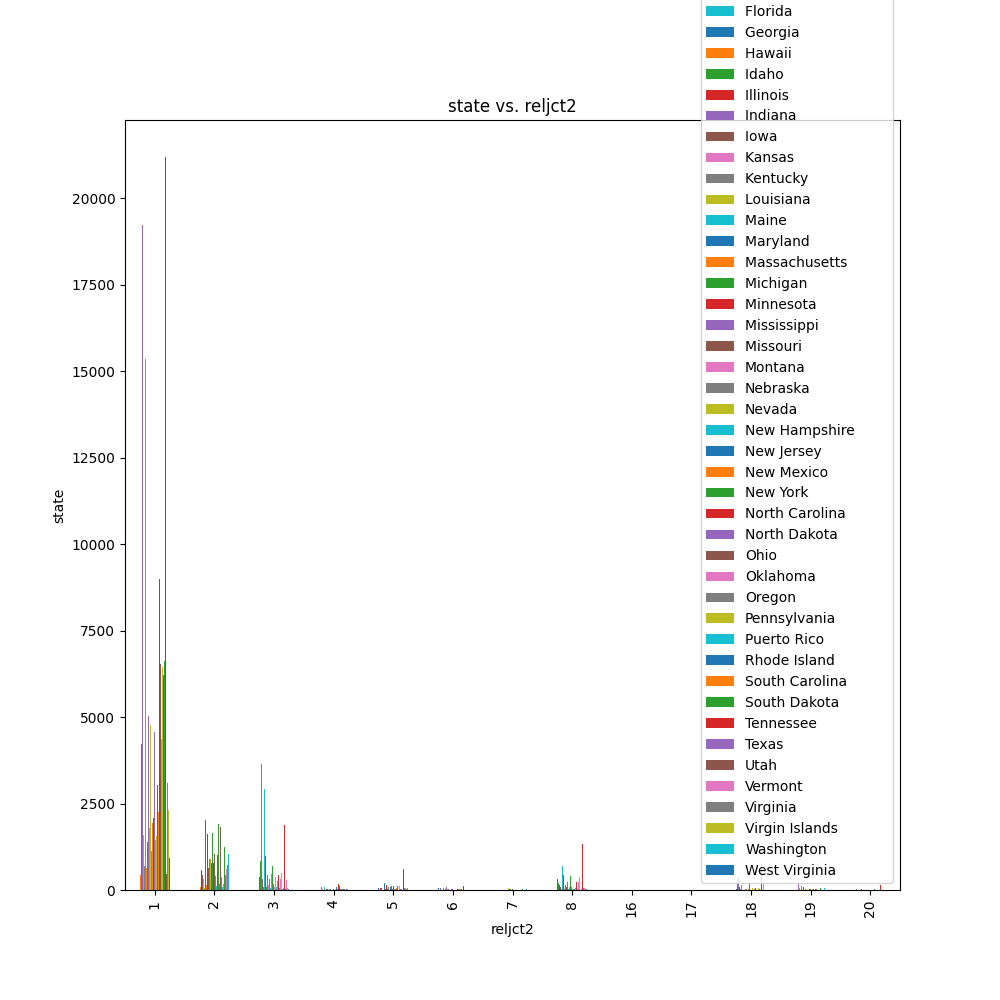 Florida
Georgia
Hawaii
Idaho
Illinois
state vs. reljct2
Indiana
Iowa
Kansas
Kentucky
Louisiana
Maine
Maryland
Massachusetts
Michigan
Minnesota
Mississippi
Missouri
Montana
Nebraska
Nevada
New Hampshire
New Jersey
New Mexico
New York
North Carolina
North Dakota
Ohio
Oklahoma
Oregon
Pennsylvania
Puerto Rico
Rhode Island
South Carolina
South Dakota
Tennessee
Texas
Utah
Vermont
Virginia
Virgin Islands
Washington
West Virginia
20000
17500
15000
12500
10000
7500
5000
2500
0
state
1 2 3 4 5 6 7 8 16 17 18 19 20
reljct2